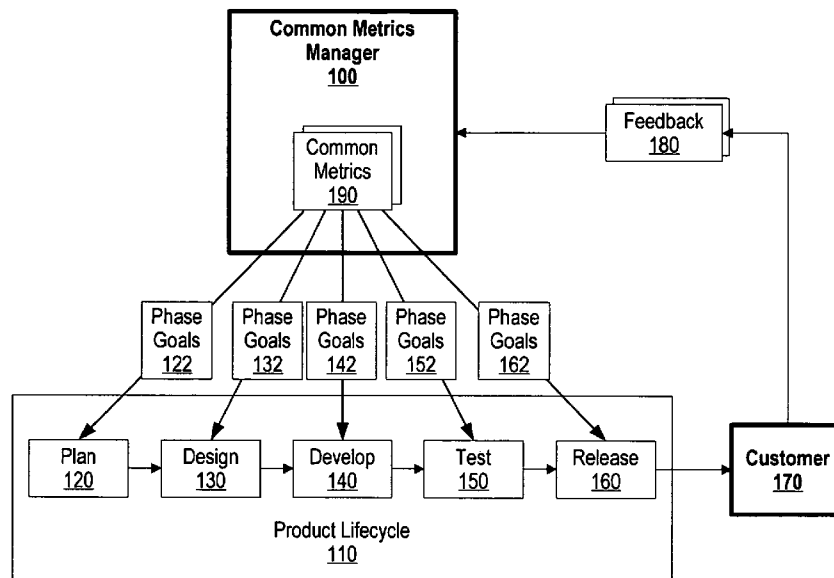 Common Metrics
Manager
100
Feedback
180
Common
Metrics
190
Phase
Goals
122
Phase
Goals
132
Phase
Goals
142
Phase
Goals
152
Phase
Goals
162
Plan
120
Design
130
Develop
140
Test
150
Release
160
Customer
170
Product Lifecycle
110